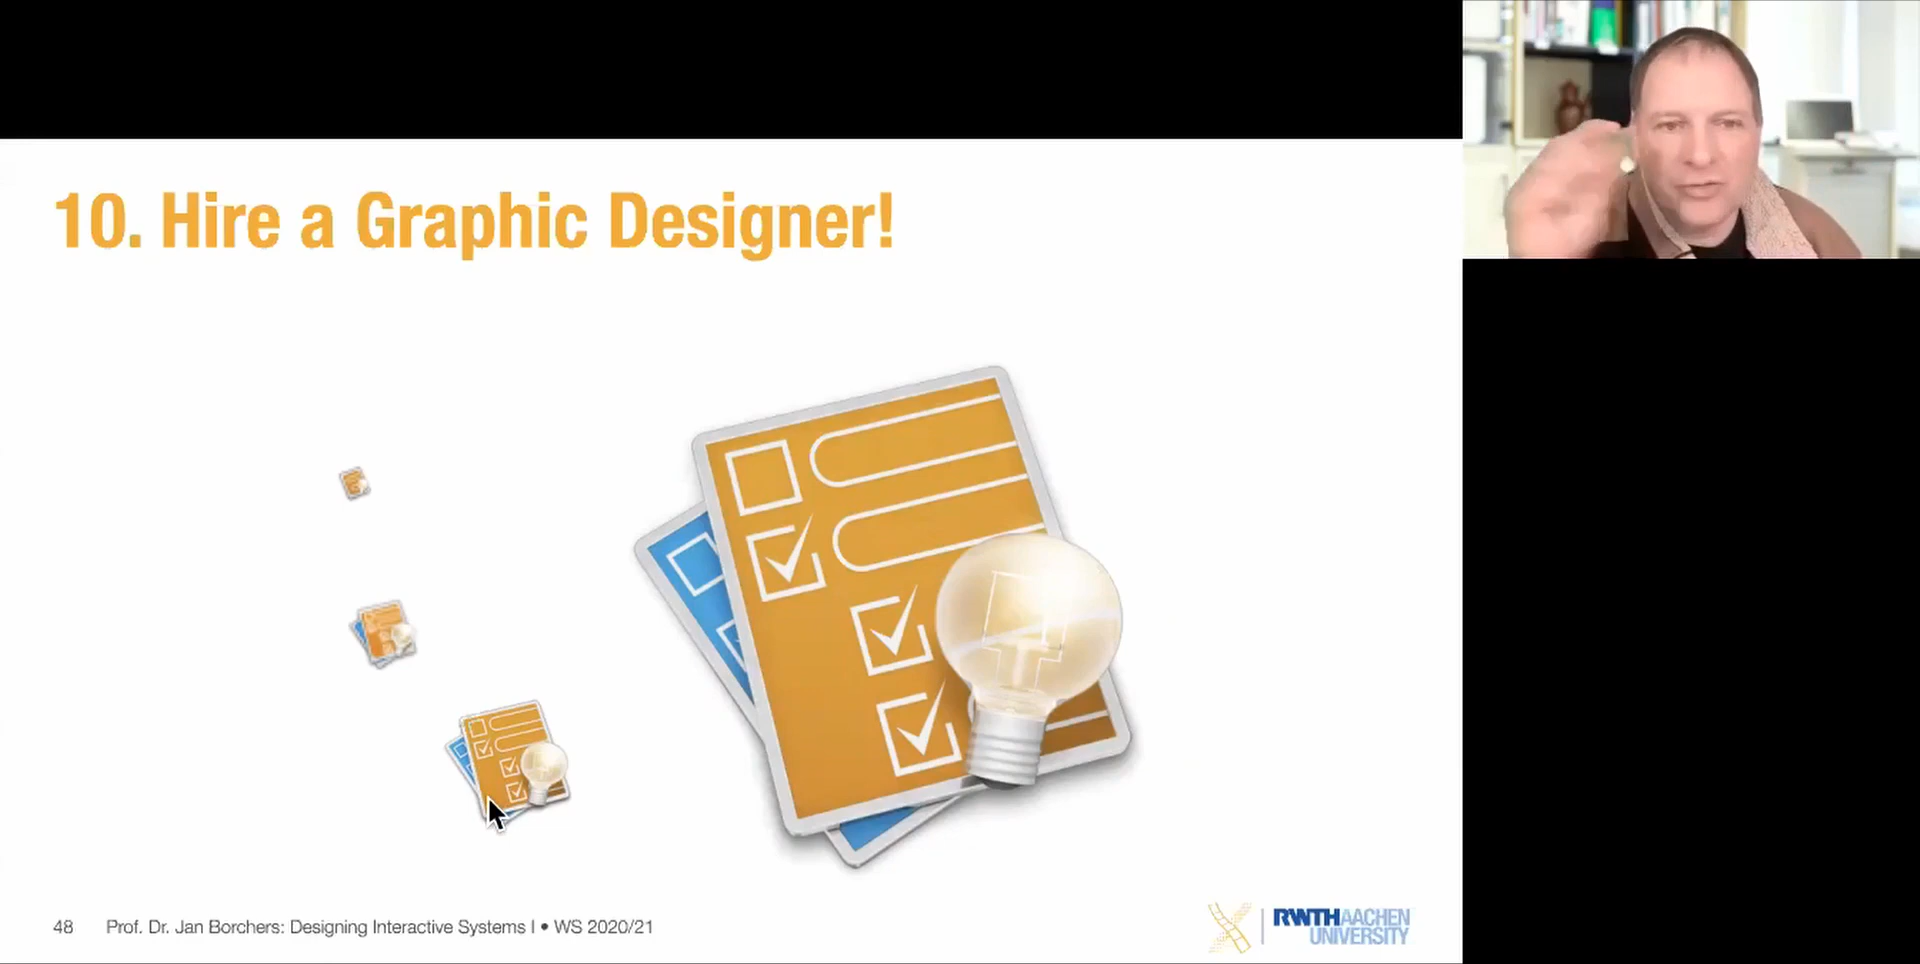 10. Hire a Graphic Designer!
48 Prof. Dr. Jan Borchers: Designing Interactive Systems I • WS 2020/21
RWTHAACHEN
UNIVERSITY